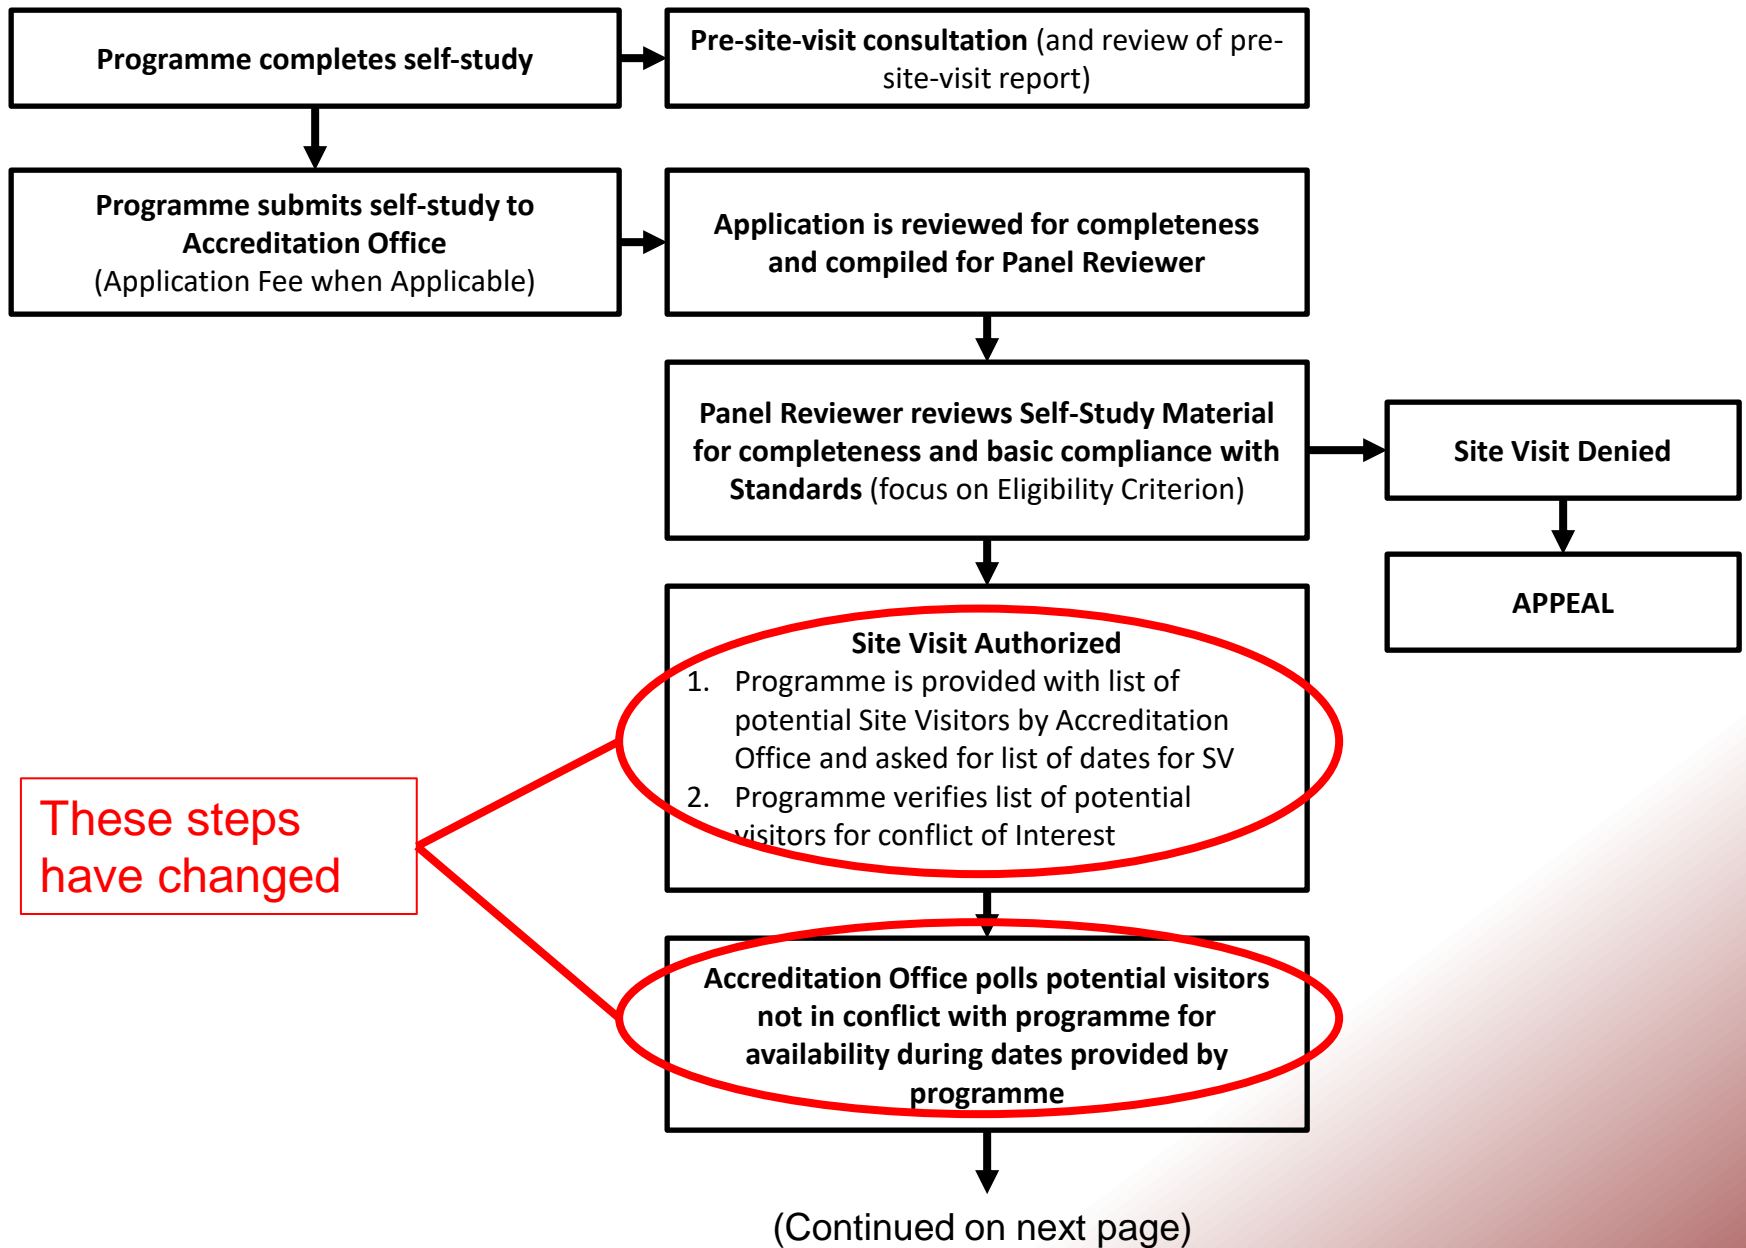 Programme completes self-study
Pre-site-visit consultation (and review of pre-
site-visit report)
Programme submits self-study to
Accreditation Office
(Application Fee when Applicable)
Application is reviewed for completeness
and compiled for Panel Reviewer
Panel Reviewer reviews Self-Study Material
for completeness and basic compliance with
Standards (focus on Eligibility Criterion)
Site Visit Denied
APPEAL
Site Visit Authorized
1. Programme is provided with list of
potential Site Visitors by Accreditation
Office and asked for list of dates for SV
2. Programme verifies list of potential
visitors for conflict of Interest
These steps
have changed
Accreditation Office polls potential visitors
not in conflict with programme for
availability during dates provided by
programme
(Continued on next page)